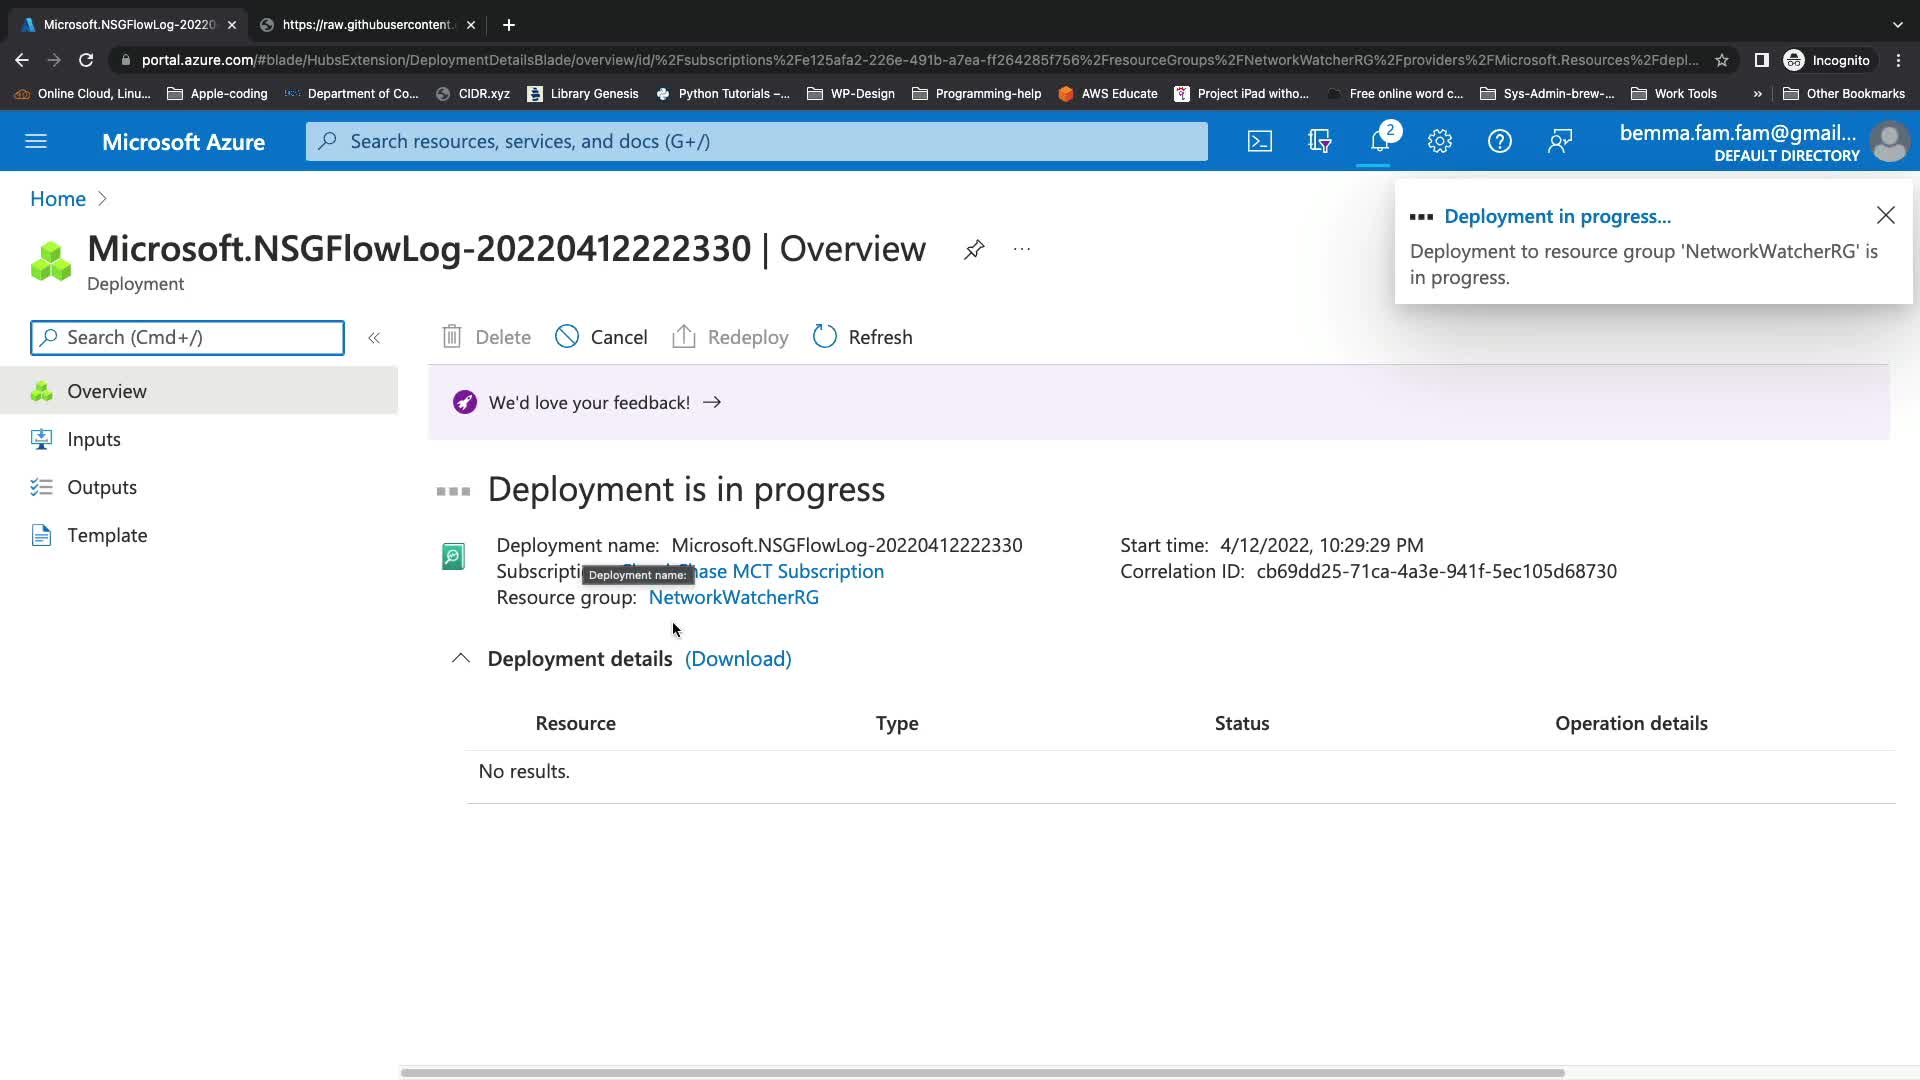 Microsoft.NSGFlowLog-20220
https://raw.githubusercontent.
portal.azure.com/#blade/HubsExtension/DeploymentDetailsBlade/overview/id/%2Fsubscriptions%2Fe125afa2-226e-491b-a7ea-ff264285f756%2FresourceGroups%2FNetworkWatcherRG%2Fproviders%2FMicrosoft.Resources%2Fdepl...
Incognito
Online Cloud, Linu... Apple-coding Department of Co... CIDR.xyz Library Genesis Python Tutorials –... WP-Design Programming-help AWS Educate Project iPad witho... Free online word c... Sys-Admin-brew-... Work Tools » Other Bookmarks
Microsoft Azure
Search resources, services, and docs (G+/)
2
bemma.fam.fam@gmail...
DEFAULT DIRECTORY
Home >
Deployment in progress...
Deployment to resource group 'NetworkWatcherRG' is
in progress.
Microsoft.NSGFlowLog-20220412222330 | Overview
Deployment
Search (Cmd+/)
«
Delete Cancel Redeploy Refresh
Overview
Inputs
Outputs
Template
We'd love your feedback! →
Deployment is in progress
Deployment name: Microsoft.NSGFlowLog-20220412222330
Start time: 4/12/2022, 10:29:29 PM
MCT Subscription
Deployment name:
Correlation ID: cb69dd25-71ca-4a3e-941f-5ec105d68730
Resource group: NetworkWatcherRG
Deployment details (Download)
Resource Type Status Operation details
No results.